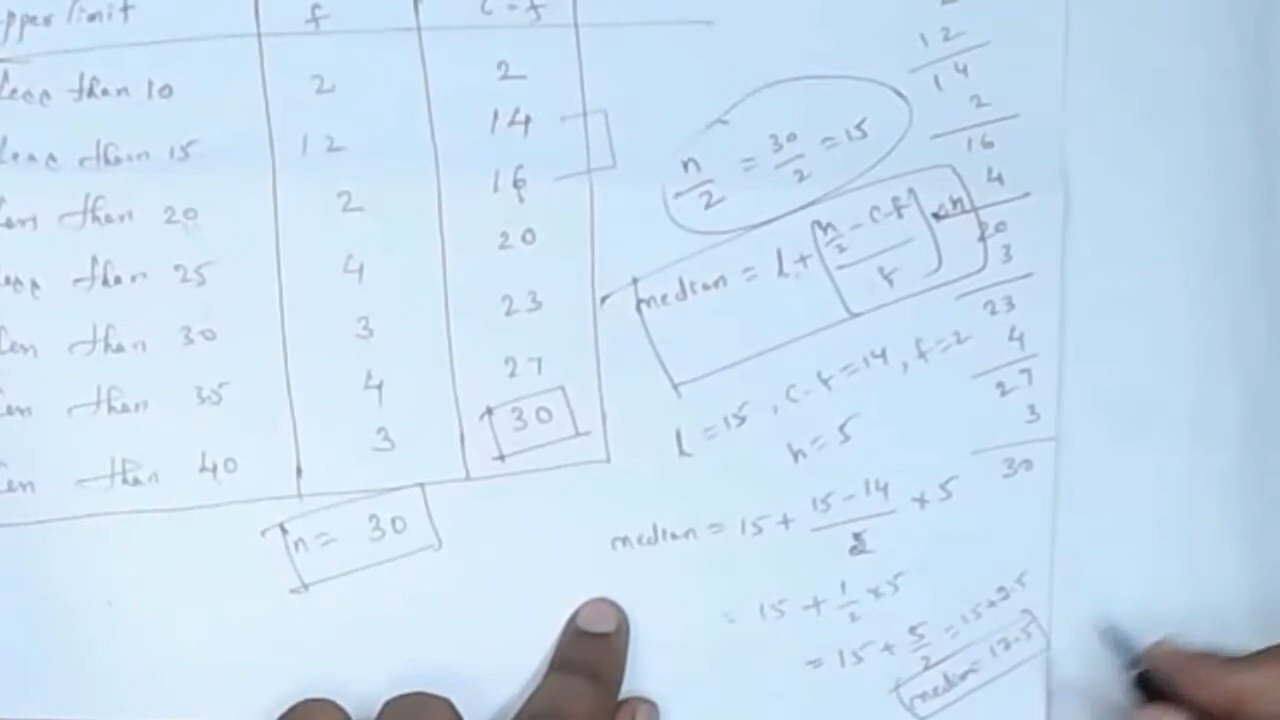 upper limit f c.f
less than 10 2 2
less than 15 12 14
less than 20 2 16
less than 25 4 20
less than 30 3 23
less than 35 4 27
less than 40 3 30
n = 30
n/2 = 30/2 = 15
median = l + (n/2 - c.f / f) × h
l = 15, c.f = 14, f = 2
h = 5
median = 15 + 15 - 14 / 2 × 5
= 15 + 1/2 × 5
= 15 + 5/2 = 15 + 2.5
median = 17.5
12
14
2
16
4
20
3
23
4
27
3
30